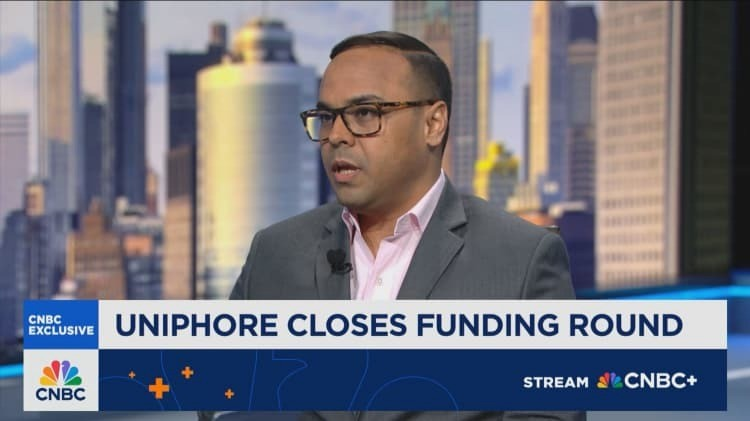 CNBC
EXCLUSIVE
UNIPHORE CLOSES FUNDING ROUND
CNBC
STREAM CNBC+